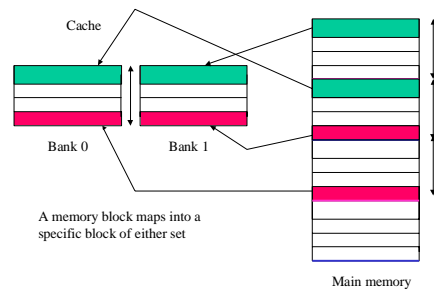 Cache
Bank 0
Bank 1
A memory block maps into a
specific block of either set
Main memory